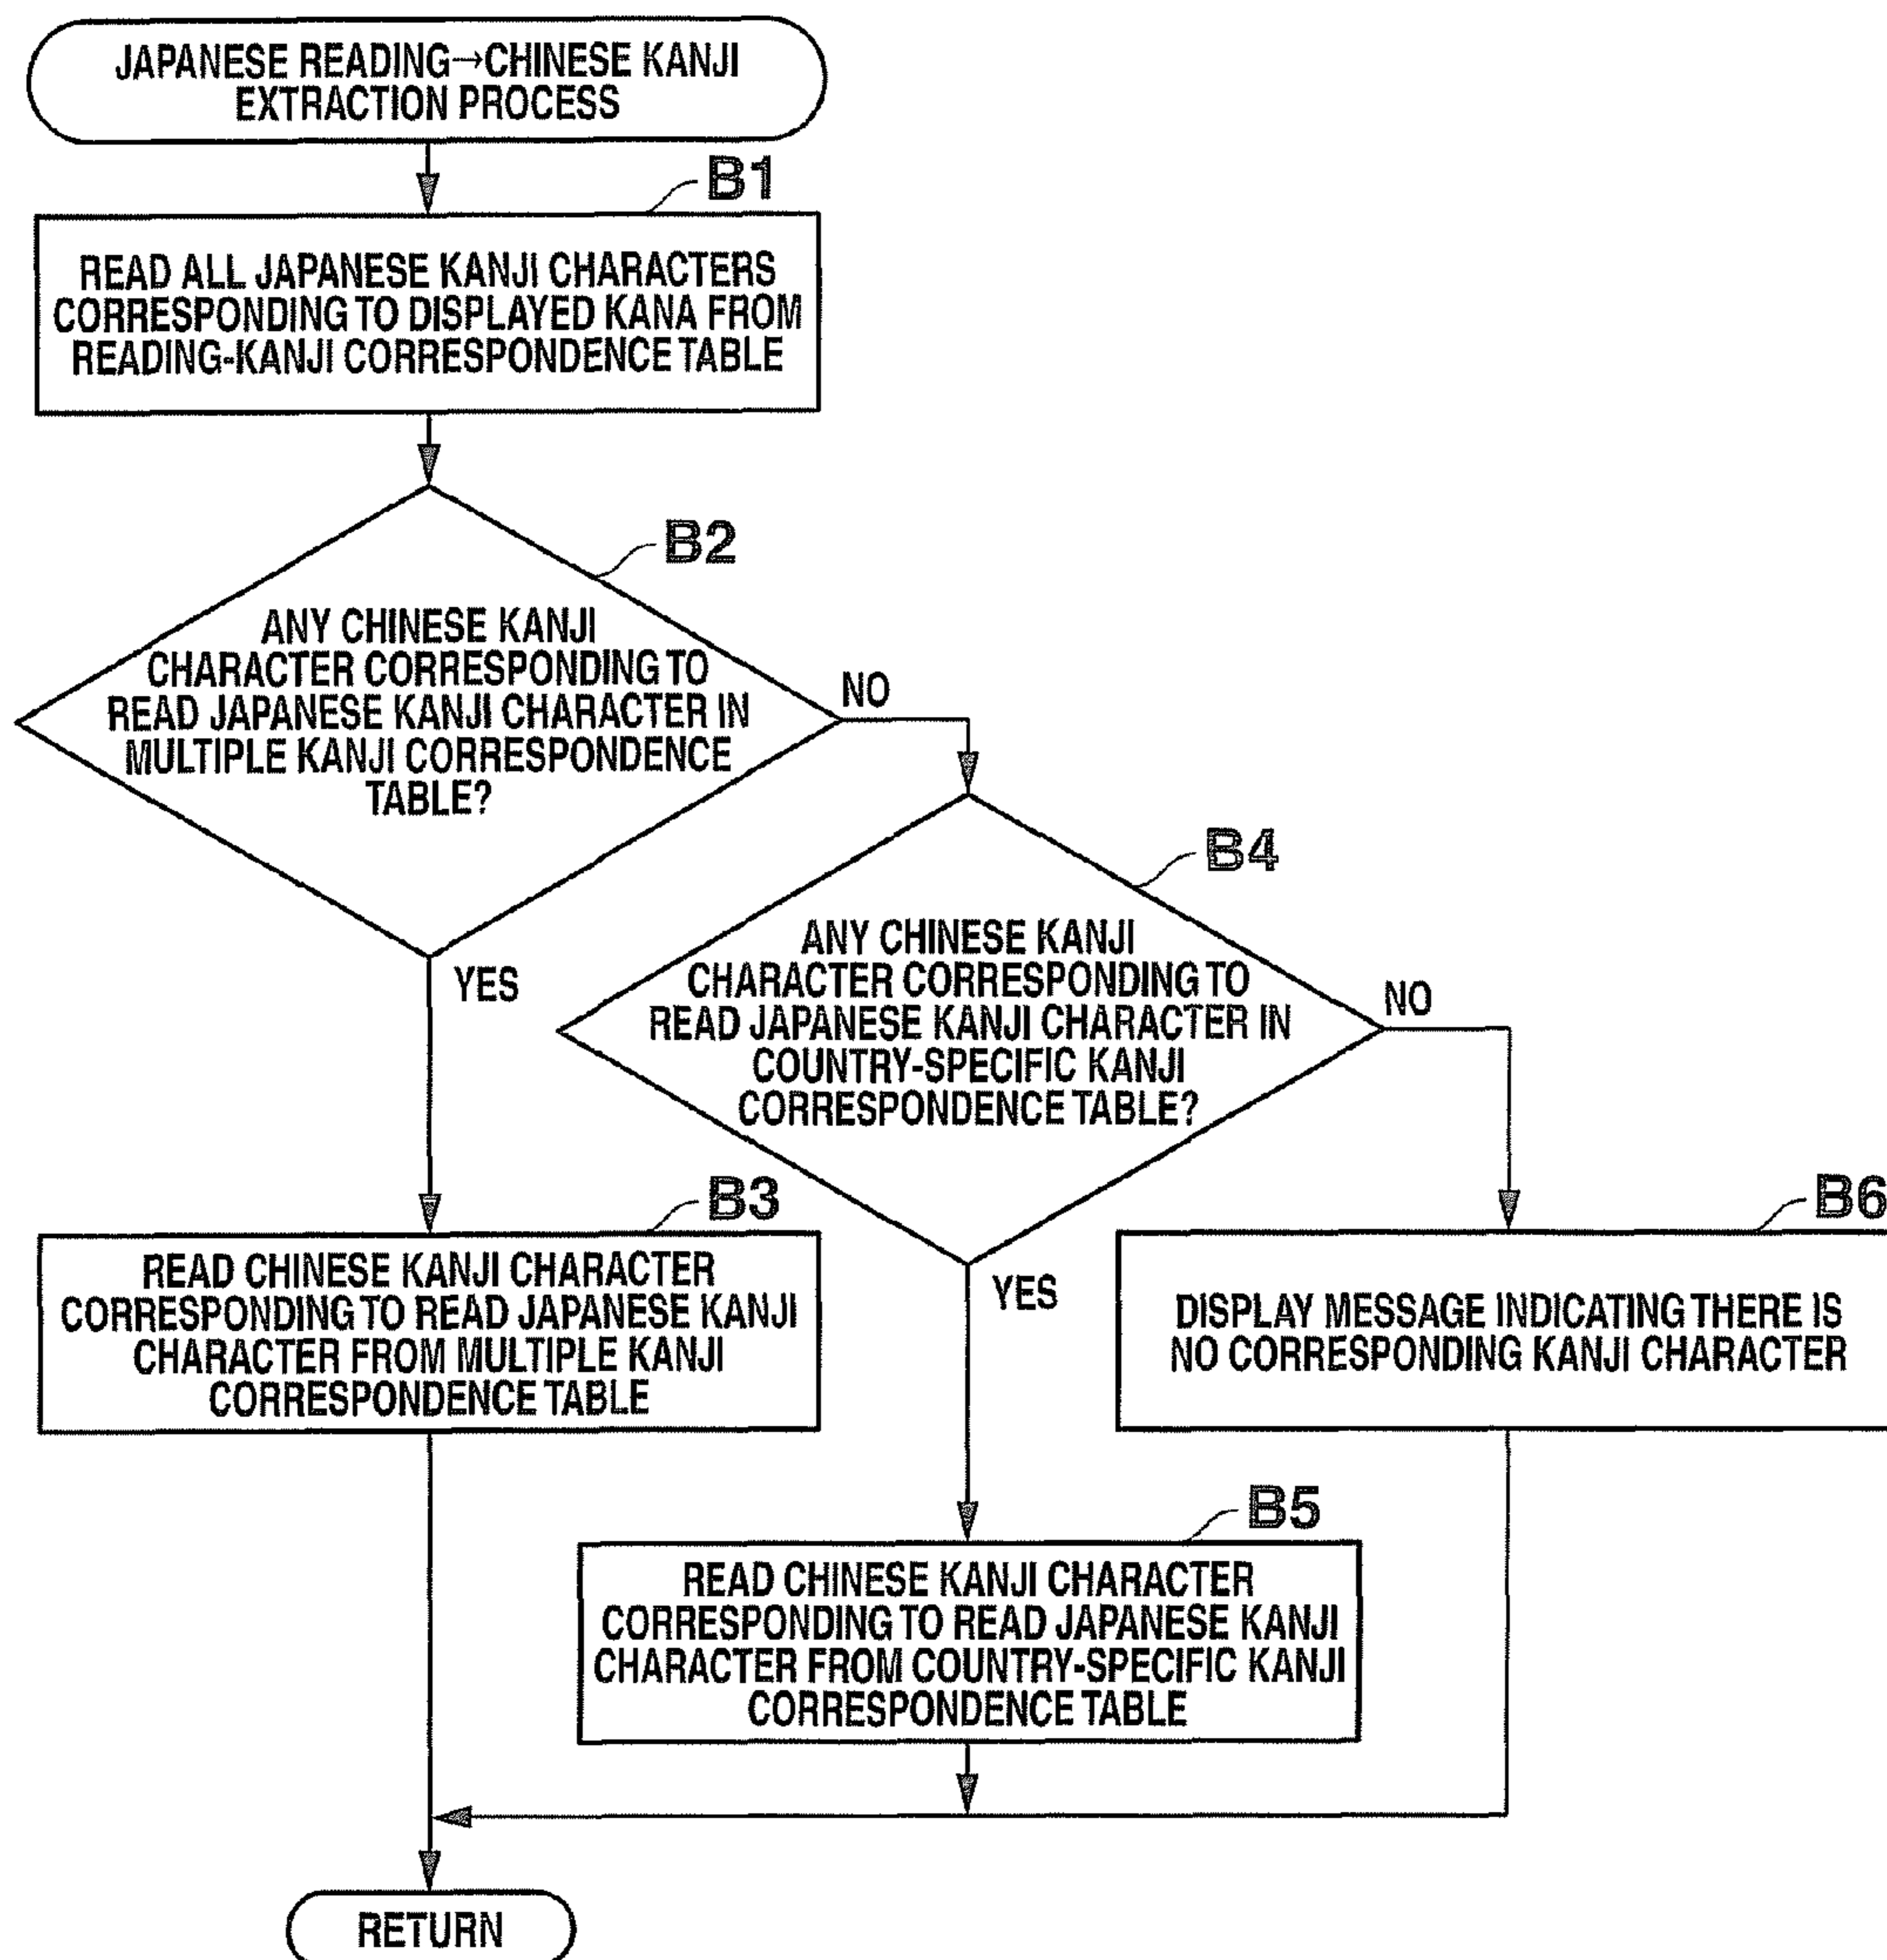 JAPANESE READING→CHINESE KANJI
EXTRACTION PROCESS
B1
READ ALL JAPANESE KANJI CHARACTERS
CORRESPONDING TO DISPLAYED KANA FROM
READING-KANJI CORRESPONDENCE TABLE
B2
ANY CHINESE KANJI
CHARACTER CORRESPONDING TO
READ JAPANESE KANJI CHARACTER IN
MULTIPLE KANJI CORRESPONDENCE
TABLE?
NO
YES
B4
ANY CHINESE KANJI
CHARACTER CORRESPONDING TO
READ JAPANESE KANJI CHARACTER IN
COUNTRY-SPECIFIC KANJI
CORRESPONDENCE TABLE?
NO
YES
B3
READ CHINESE KANJI CHARACTER
CORRESPONDING TO READ JAPANESE KANJI
CHARACTER FROM MULTIPLE KANJI
CORRESPONDENCE TABLE
B6
DISPLAY MESSAGE INDICATING THERE IS
NO CORRESPONDING KANJI CHARACTER
B5
READ CHINESE KANJI CHARACTER
CORRESPONDING TO READ JAPANESE KANJI
CHARACTER FROM COUNTRY-SPECIFIC KANJI
CORRESPONDENCE TABLE
RETURN